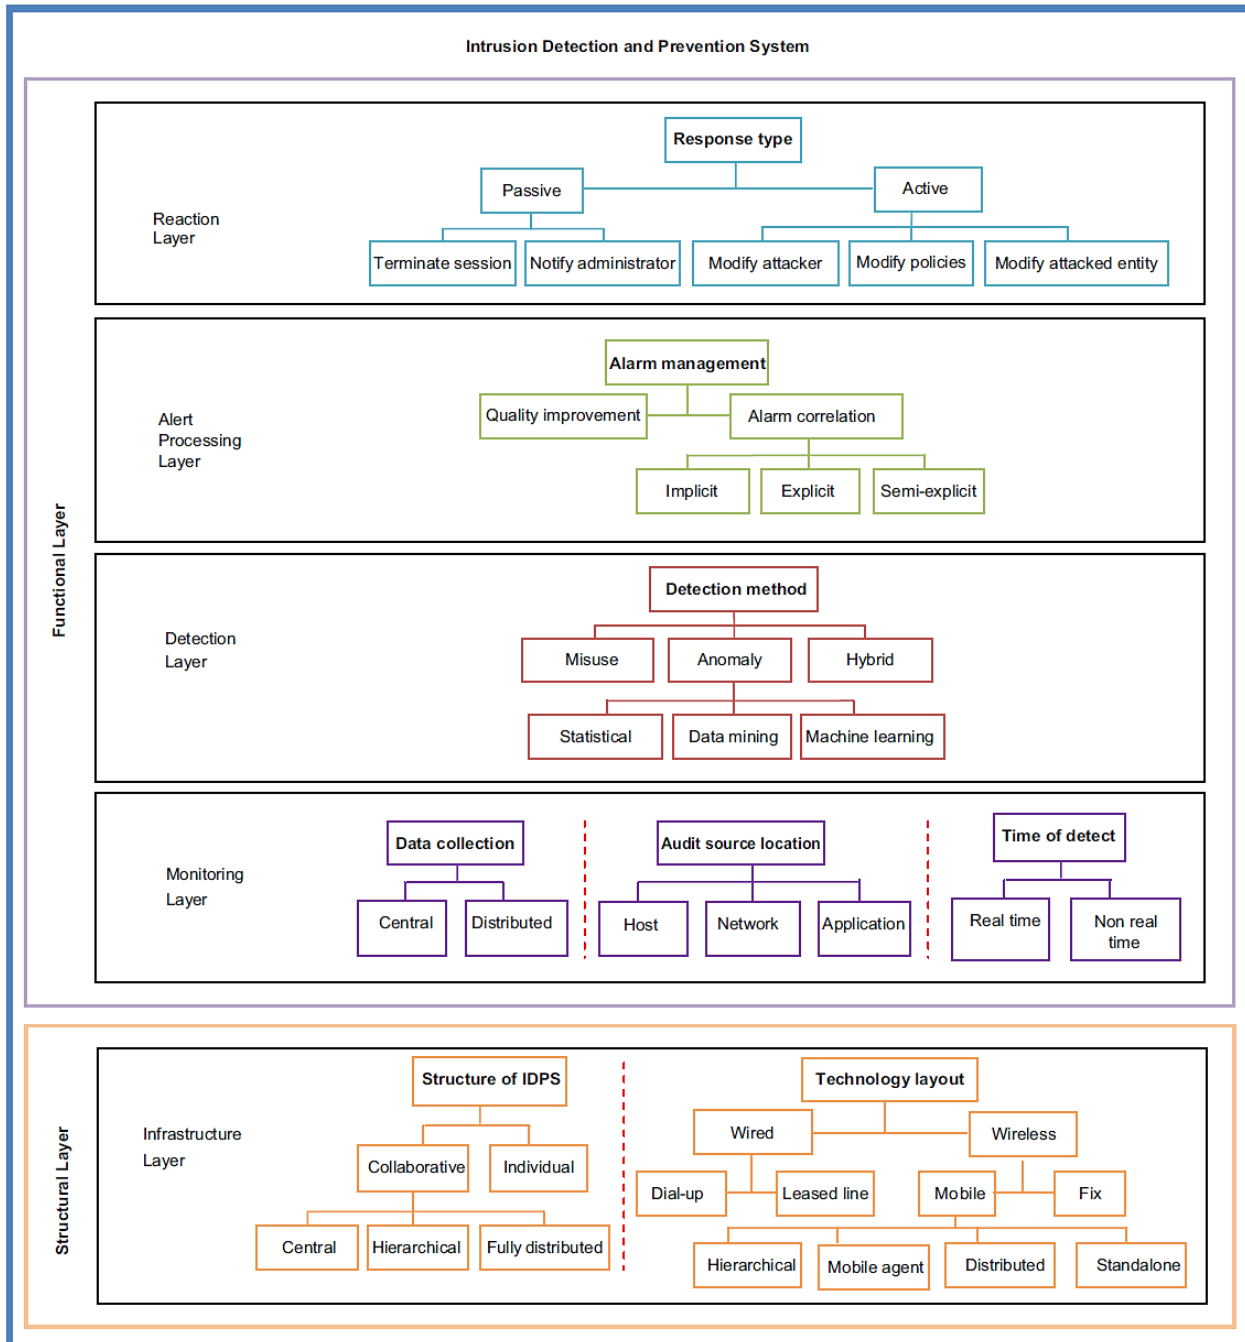 Intrusion Detection and Prevention System
Functional Layer
Reaction
Layer
Response type
Passive
Active
Terminate session
Notify administrator
Modify attacker
Modify policies
Modify attacked entity
Alert
Processing
Layer
Alarm management
Quality improvement
Alarm correlation
Implicit
Explicit
Semi-explicit
Detection
Layer
Detection method
Misuse
Anomaly
Hybrid
Statistical
Data mining
Machine learning
Monitoring
Layer
Data collection
Central
Distributed
Audit source location
Host
Network
Application
Time of detect
Real time
Non real
time
Structural Layer
Infrastructure
Layer
Structure of IDPS
Collaborative
Individual
Central
Hierarchical
Fully distributed
Technology layout
Wired
Wireless
Dial-up
Leased line
Mobile
Fix
Hierarchical
Mobile agent
Distributed
Standalone